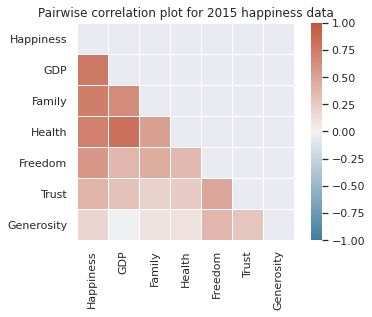 Pairwise correlation plot for 2015 happiness data
Happiness
GDP
Family
Health
Freedom
Trust
Generosity
Happiness
GDP
Family
Health
Freedom
Trust
Generosity
1.00
0.75
0.50
0.25
0.00
−0.25
−0.50
−0.75
−1.00